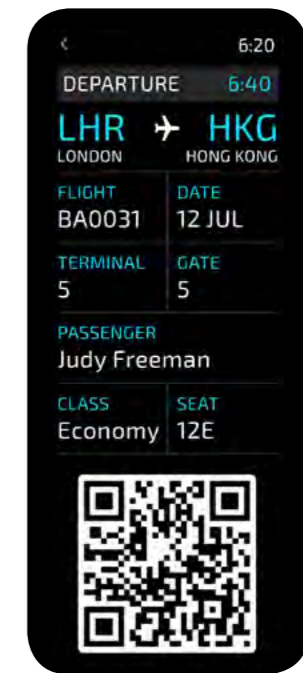 6:20
DEPARTURE 6:40
LHR HKG
LONDON HONG KONG
FLIGHT DATE
BA0031 12 JUL
TERMINAL GATE
5 5
PASSENGER
Judy Freeman
CLASS SEAT
Economy 12E